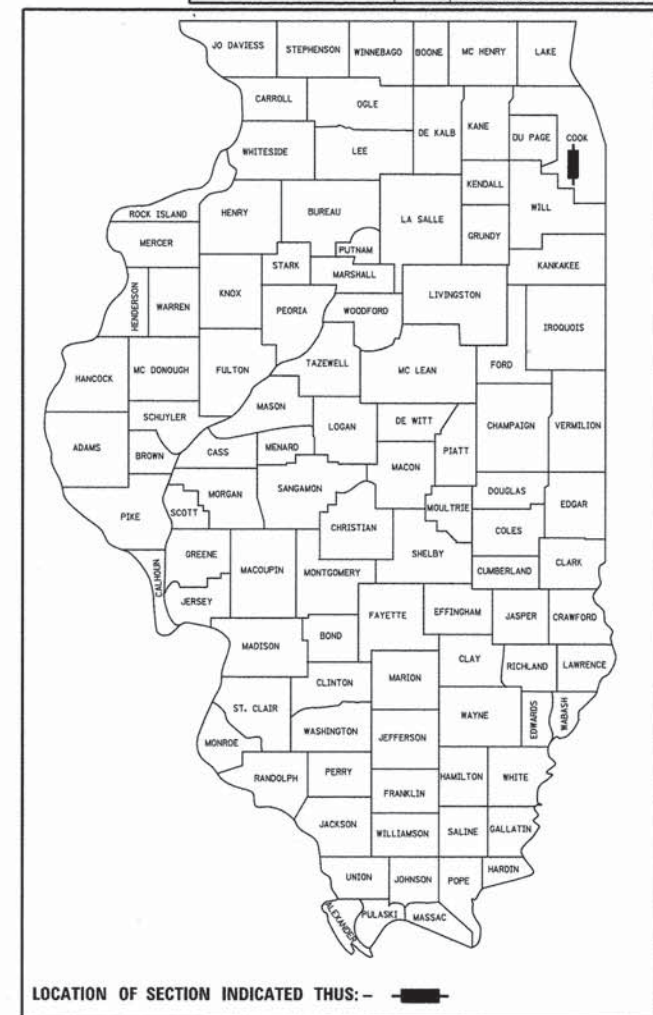 JO DAVIESS STEPHENSON WINNEBAGO BOONE MC HENRY LAKE
CARROLL OGLE KANE
DE KALB DU PAGE COOK
WHITESIDE LEE
KENDALL
ROCK ISLAND HENRY BUREAU LA SALLE WILL
MERCER PUTNAM GRUNDY
STARK KANKAKEE
MARSHALL
HENDERSON WARREN KNOX PEORIA WOODFORD LIVINGSTON
IROQUOIS
TAZEWELL
HANCOCK MC DONOUGH FULTON MC LEAN FORD
MASON
SCHUYLER LOGAN DE WITT CHAMPAIGN VERMILION
ADAMS BROWN CASS MENARD PIATT
MACON
MORGAN SANGAMON DOUGLAS
PIKE SCOTT MOULTRIE EDGAR
CHRISTIAN COLES
GREENE SHELBY
CALHOUN MACOUPIN MONTGOMERY CUMBERLAND CLARK
JERSEY FAYETTE EFFINGHAM JASPER CRAWFORD
BOND
MADISON CLAY
RICHLAND LAWRENCE
CLINTON MARION
ST. CLAIR WAYNE EDWARDS WABASH
WASHINGTON JEFFERSON
MONROE
RANDOLPH PERRY HAMILTON WHITE
FRANKLIN
JACKSON WILLIAMSON SALINE GALLATIN
UNION JOHNSON POPE HARDIN
ALEXANDER PULASKI MASSAC
LOCATION OF SECTION INDICATED THUS: –